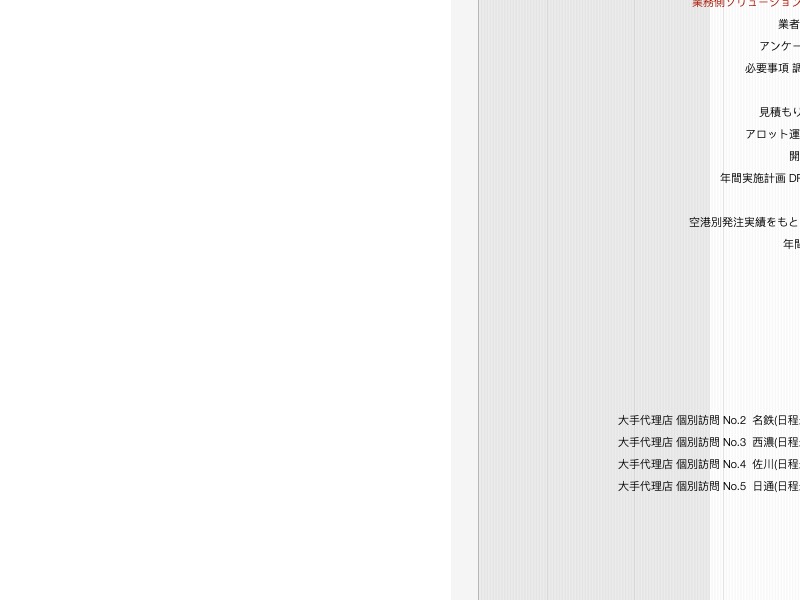 業務側ソリューション
業者
アンケー
必要事項
見積もり
アロット運
開
年間実施計画
空港別発注実績をもと
年間
大手代理店 個別訪問 No.2 名鉄(日程
大手代理店 個別訪問 No.3 西濃(日程
大手代理店 個別訪問 No.4 佐川(日程
大手代理店 個別訪問 No.5 日通(日程